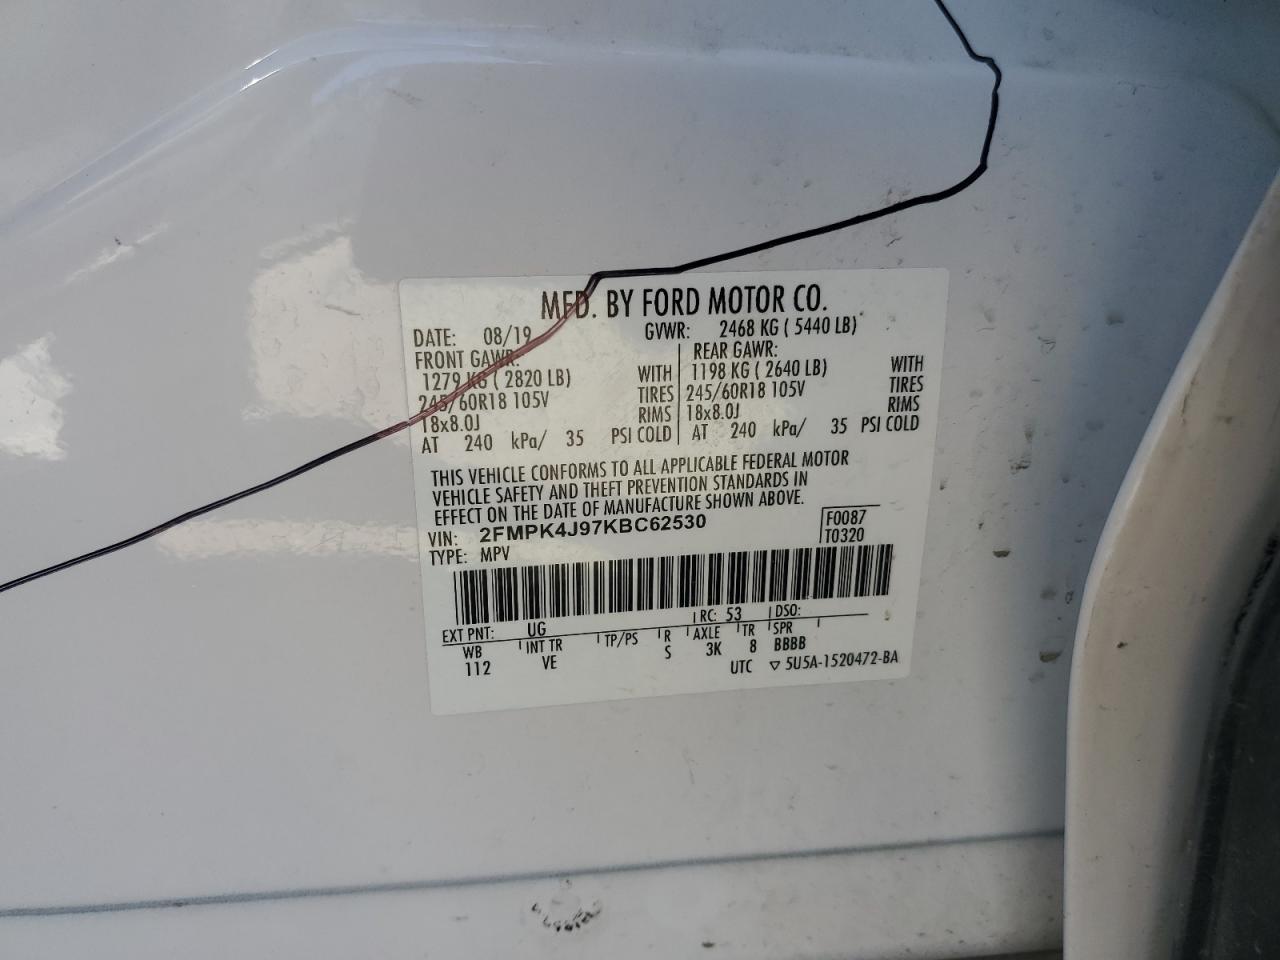 MFD. BY FORD MOTOR CO.
DATE: 08/19 GVWR: 2468 KG ( 5440 LB)
FRONT GAWR: REAR GAWR:
1279 KG ( 2820 LB) WITH 1198 KG ( 2640 LB) WITH
245/60R18 105V TIRES 245/60R18 105V TIRES
18x8.0J RIMS 18x8.0J RIMS
AT 240 kPa/ 35 PSI COLD AT 240 kPa/ 35 PSI COLD
THIS VEHICLE CONFORMS TO ALL APPLICABLE FEDERAL MOTOR
VEHICLE SAFETY AND THEFT PREVENTION STANDARDS IN
EFFECT ON THE DATE OF MANUFACTURE SHOWN ABOVE.
VIN: 2FMPK4J97KBC62530 F0087
TYPE: MPV T0320
EXT PNT: UG RC: 53 DSO:
WB INT TR TP/PS R AXLE TR SPR
112 VE S 3K 8 BBBB
UTC ▽ 5U5A-1520472-BA